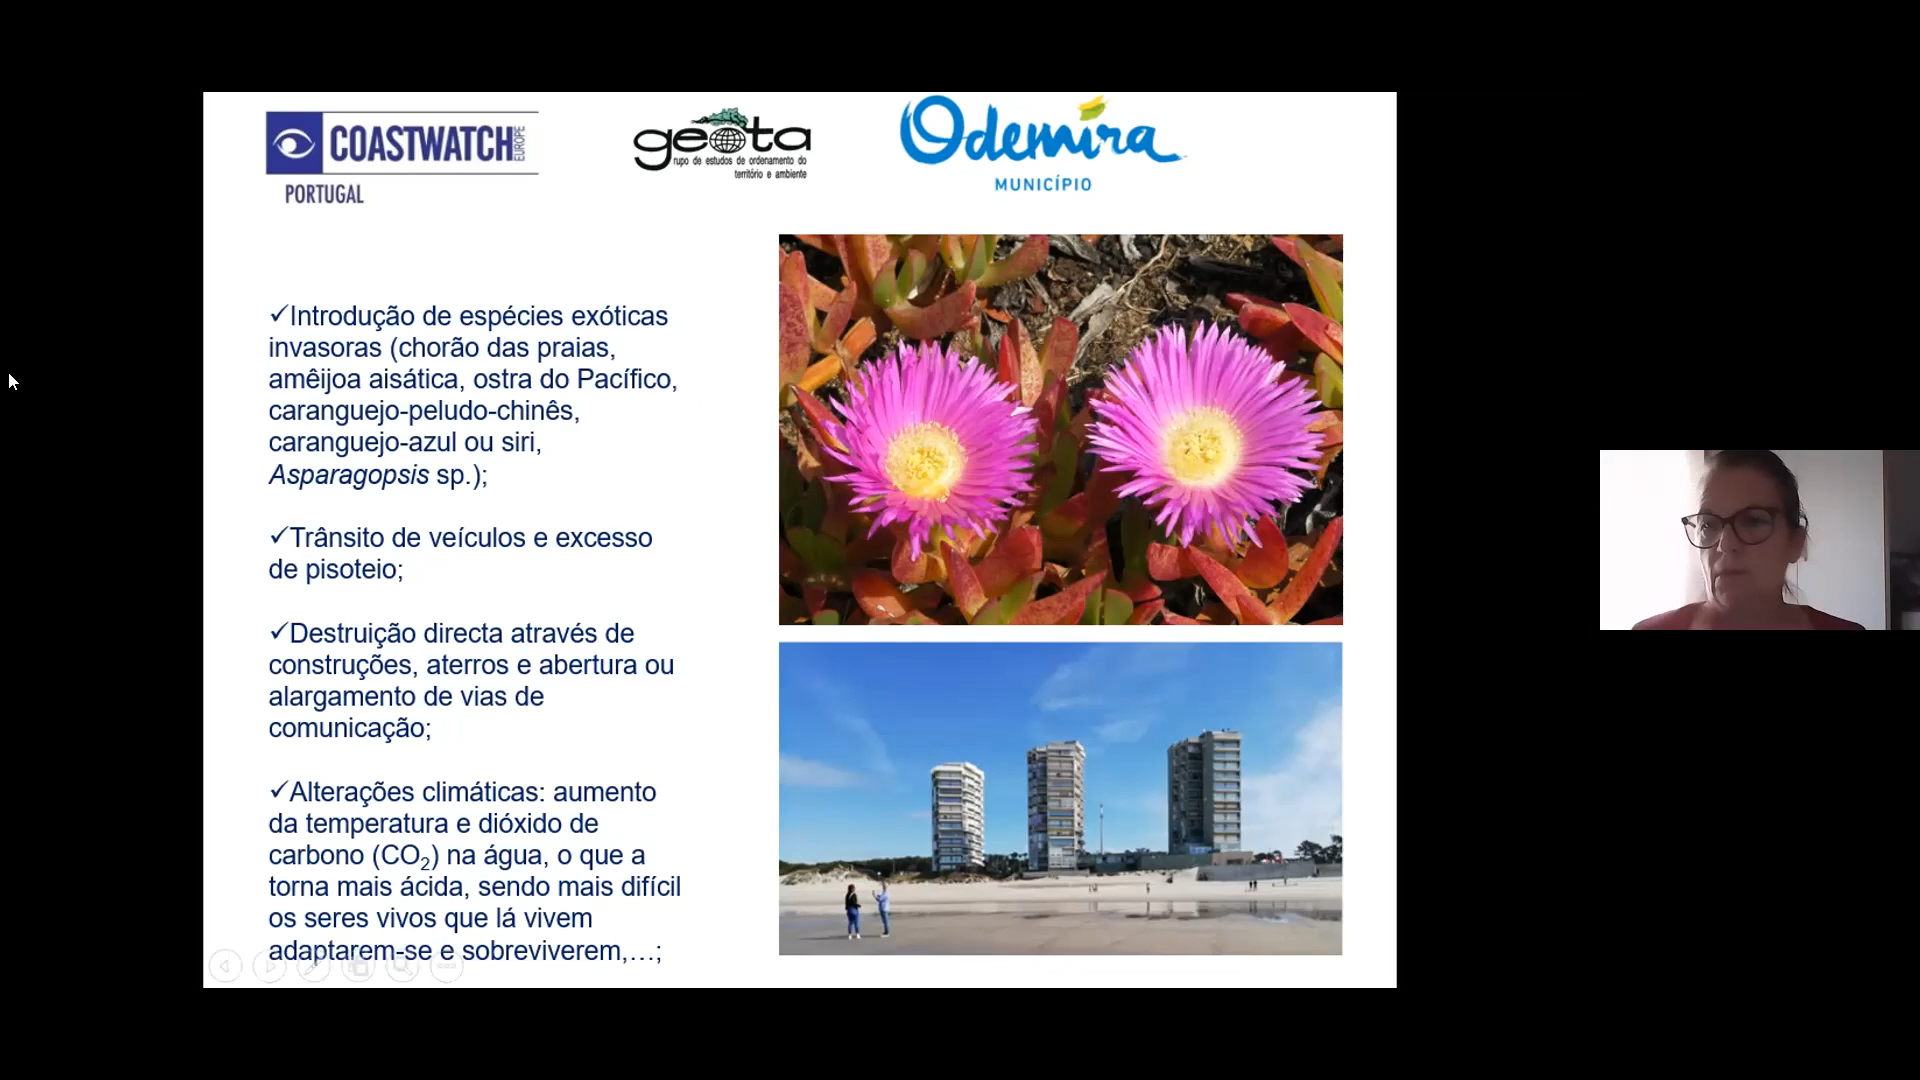 COASTWATCH EUROPE
PORTUGAL
geota
rupo de estudos de ordenamento do
território e ambiente
Odemira
MUNICÍPIO
✓Introdução de espécies exóticas
invasoras (chorão das praias,
amêijoa aisática, ostra do Pacífico,
caranguejo-peludo-chinês,
caranguejo-azul ou siri,
Asparagopsis sp.);
✓Trânsito de veículos e excesso
de pisoteio;
✓Destruição directa através de
construções, aterros e abertura ou
alargamento de vias de
comunicação;
✓Alterações climáticas: aumento
da temperatura e dióxido de
carbono (CO₂) na água, o que a
torna mais ácida, sendo mais difícil
os seres vivos que lá vivem
adaptarem-se e sobreviverem,…;